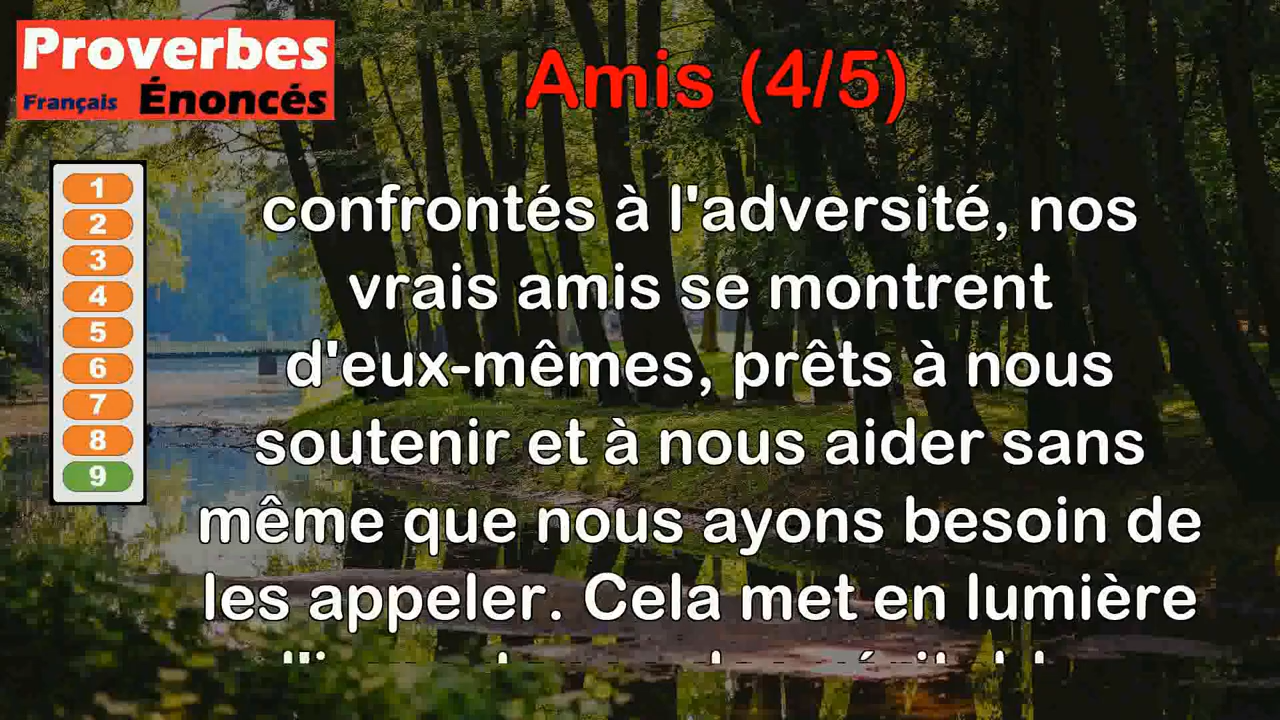 Proverbes
Français Énoncés
Amis (4/5)
1
2
3
4
5
6
7
8
9
confrontés à l'adversité, nos
vrais amis se montrent
d'eux-mêmes, prêts à nous
soutenir et à nous aider sans
même que nous ayons besoin de
les appeler. Cela met en lumière